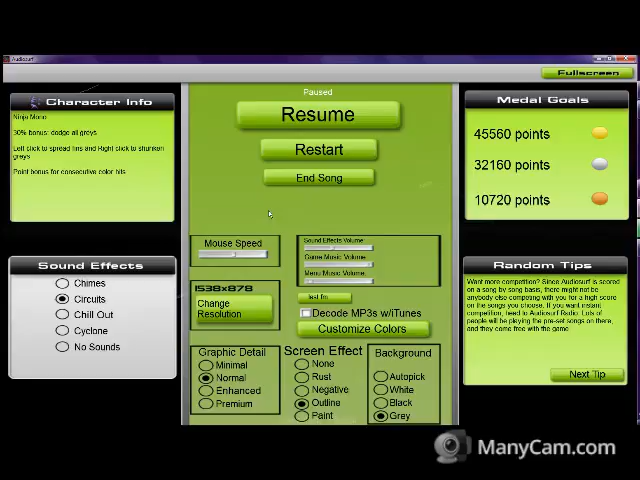 Audiosurf
Fullscreen
Paused
Resume
Restart
End Song
Character Info
Ninja Mono
30% bonus: dodge all greys
Left click to spread fins and Right click to shunken
greys
Point bonus for consecutive color hits
Medal Goals
45560 points
32160 points
10720 points
Sound Effects
Chimes
Circuits
Chill Out
Cyclone
No Sounds
Mouse Speed
Sound Effects Volume
Game Music Volume
Menu Music Volume
1538x878
Change
Resolution
last.fm
Decode MP3s w/iTunes
Customize Colors
Graphic Detail
Minimal
Normal
Enhanced
Premium
Screen Effect
None
Rust
Negative
Outline
Paint
Background
Autopick
White
Black
Grey
Random Tips
Want more competition? Since Audiosurf is scored
on a song by song basis, there might not be
anybody else competing with you for a high score
on the songs you choose. If you want instant
competition, head to Audiosurf Radio. Lots of
people will be playing the pre-set songs on there,
and they come free with the game
Next Tip
ManyCam.com